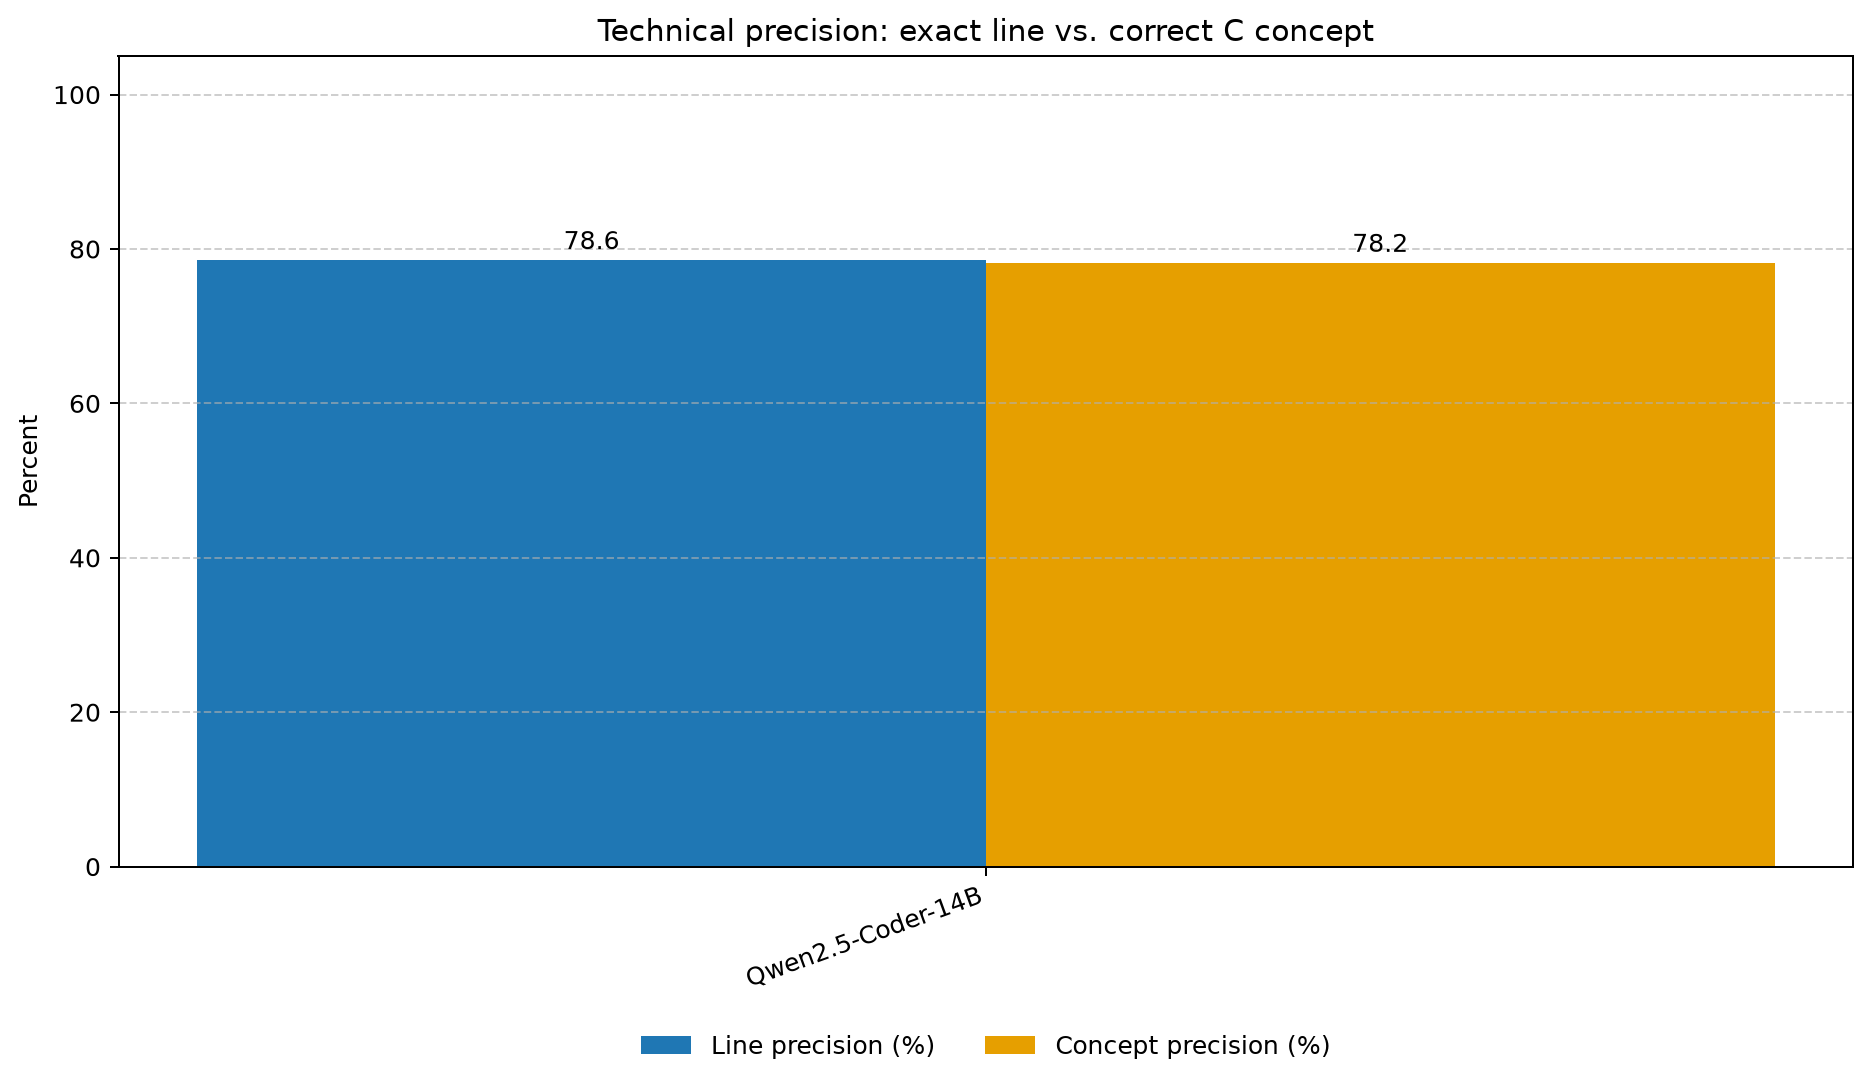 Technical precision: exact line vs. correct C concept
Percent
100
80
60
40
20
0
78.6
78.2
Qwen2.5-Coder-14B
Line precision (%)
Concept precision (%)